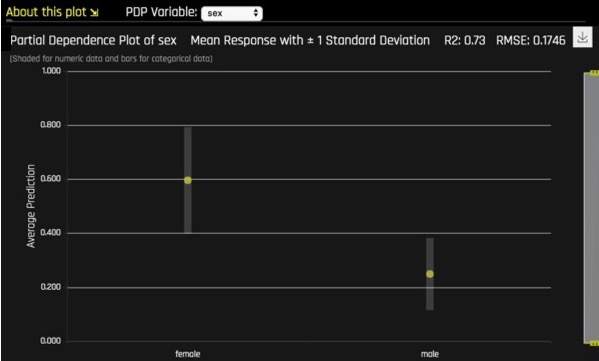 About this plot
PDP Variable: sex
Partial Dependence Plot of sex Mean Response with ± 1 Standard Deviation R2: 0.73 RMSE: 0.1746
(Shaded for numeric data and bars for categorical data)
1.000
0.800
0.600
0.400
0.200
0.000
Average Prediction
female male